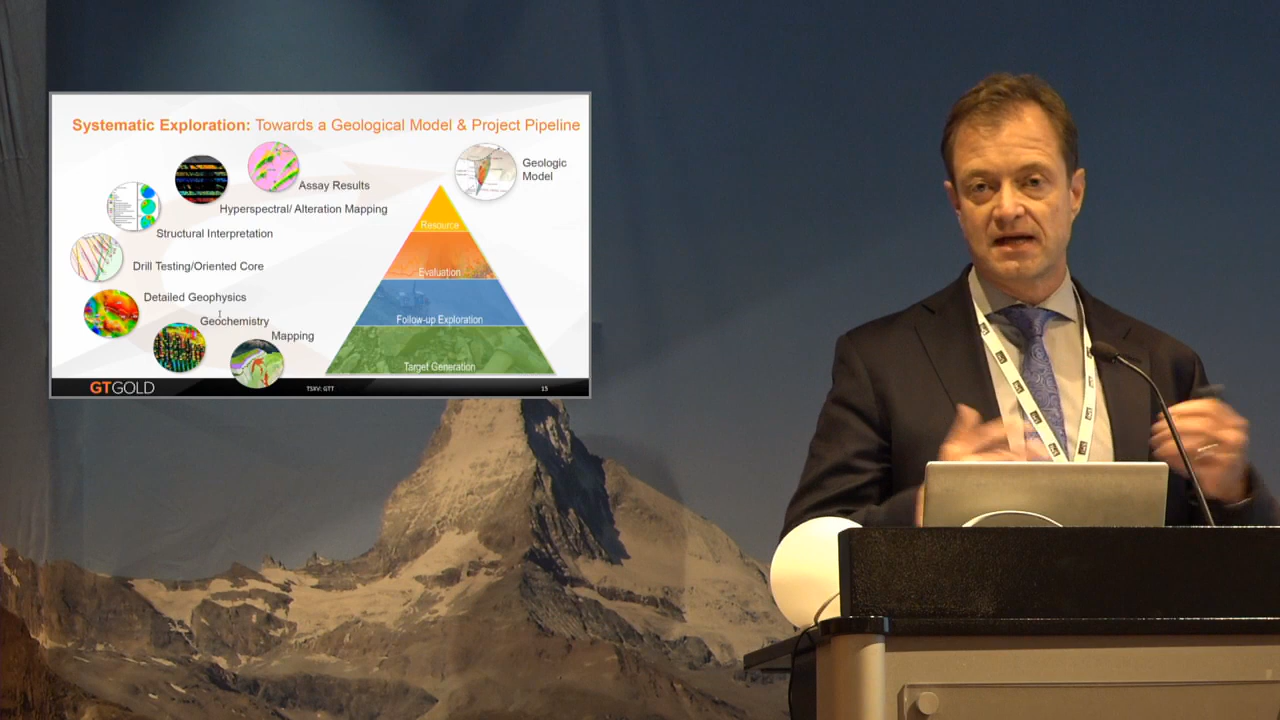 Systematic Exploration: Towards a Geological Model & Project Pipeline
Assay Results
Geologic
Model
Hyperspectral/ Alteration Mapping
Structural Interpretation
Drill Testing/Oriented Core
Detailed Geophysics
Geochemistry
Mapping
Resource
Evaluation
Follow-up Exploration
Target Generation
GTGOLD
TSXV: GTT
15